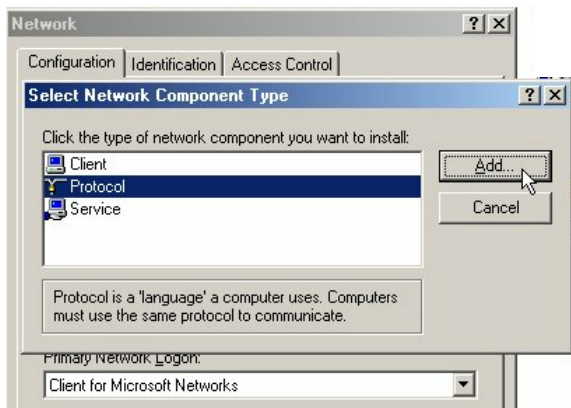 Network
Configuration Identification Access Control
Select Network Component Type
Click the type of network component you want to install:
Client
Protocol
Service
Add...
Cancel
Protocol is a 'language' a computer uses. Computers
must use the same protocol to communicate.
Primary Network Logon:
Client for Microsoft Networks